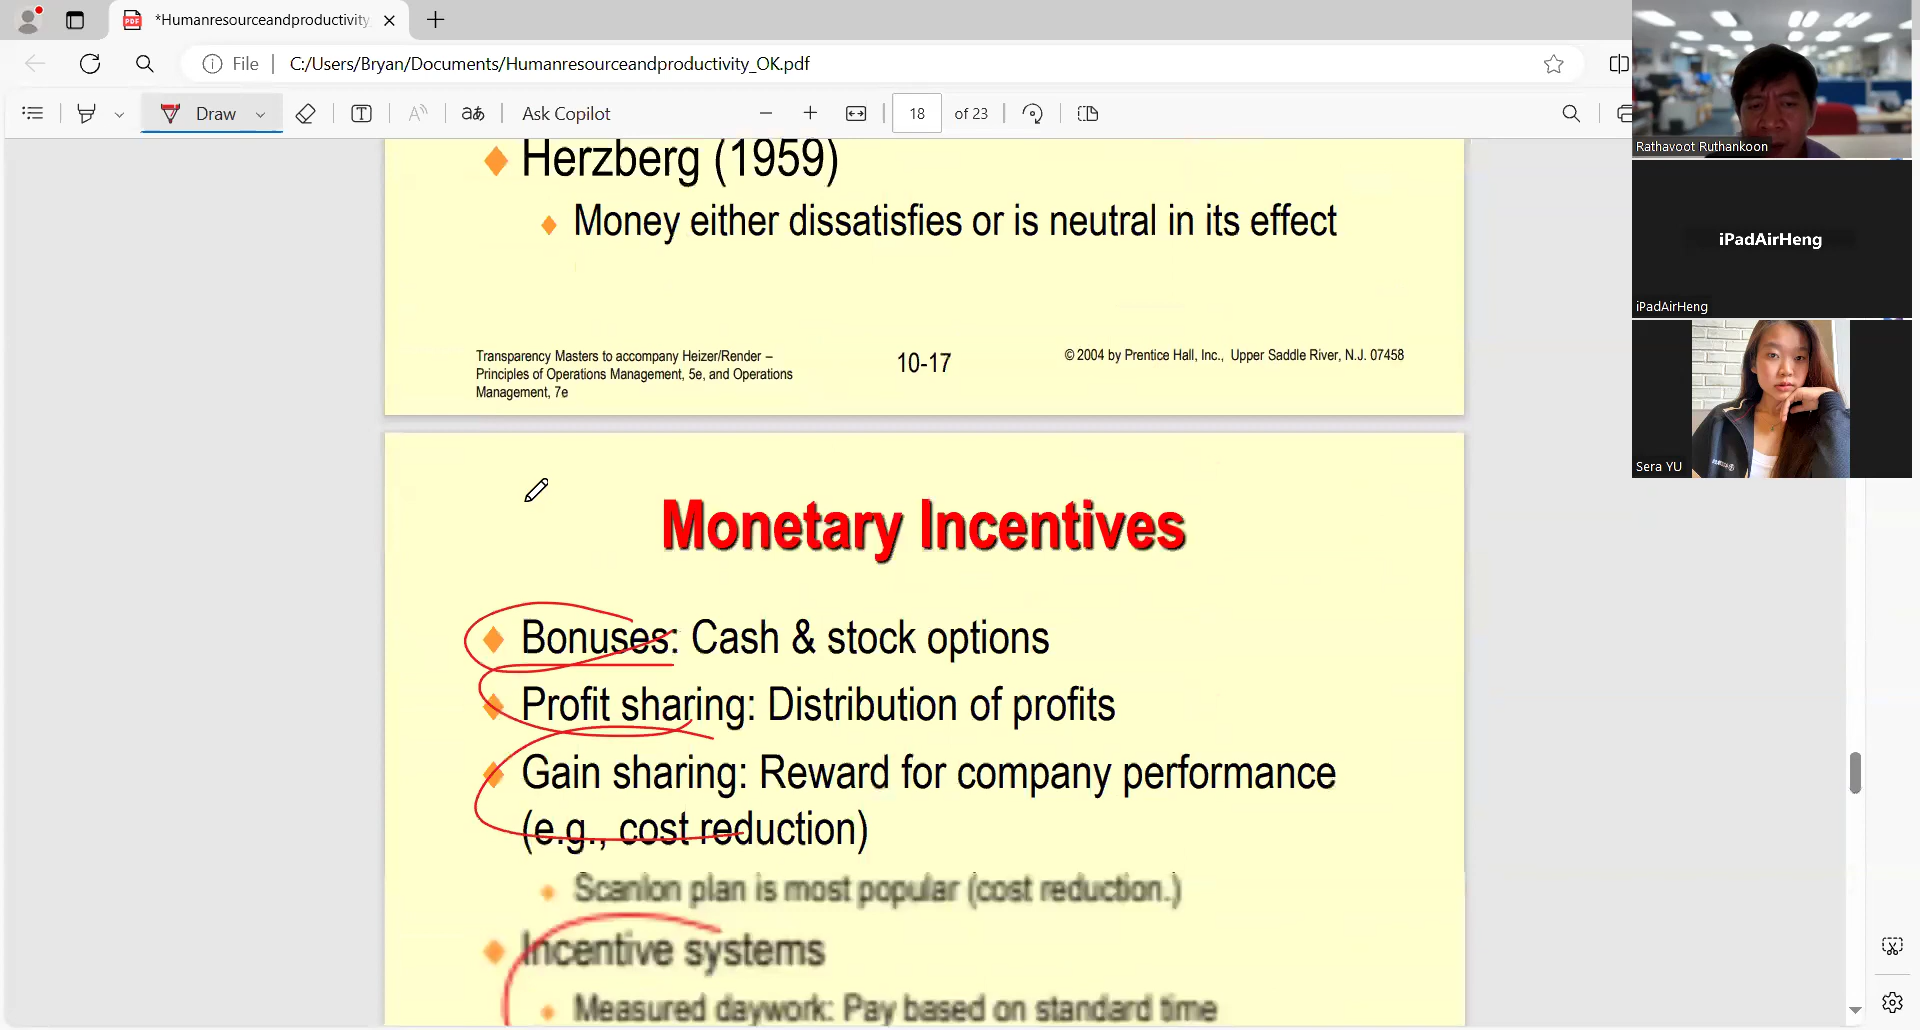 *Humanresourceandproductivity
File
C:/Users/Bryan/Documents/Humanresourceandproductivity_OK.pdf
Draw
Ask Copilot
18
of 23
Herzberg (1959)
Money either dissatisfies or is neutral in its effect
Transparency Masters to accompany Heizer/Render –
Principles of Operations Management, 5e, and Operations
Management, 7e
10-17
© 2004 by Prentice Hall, Inc., Upper Saddle River, N.J. 07458
Monetary Incentives
Bonuses: Cash & stock options
Profit sharing: Distribution of profits
Gain sharing: Reward for company performance
(e.g., cost reduction)
Scanlon plan is most popular (cost reduction.)
Incentive systems
Measured daywork: Pay based on standard time
Rathavoot Ruthankoon
iPadAirHeng
iPadAirHeng
Sera YU